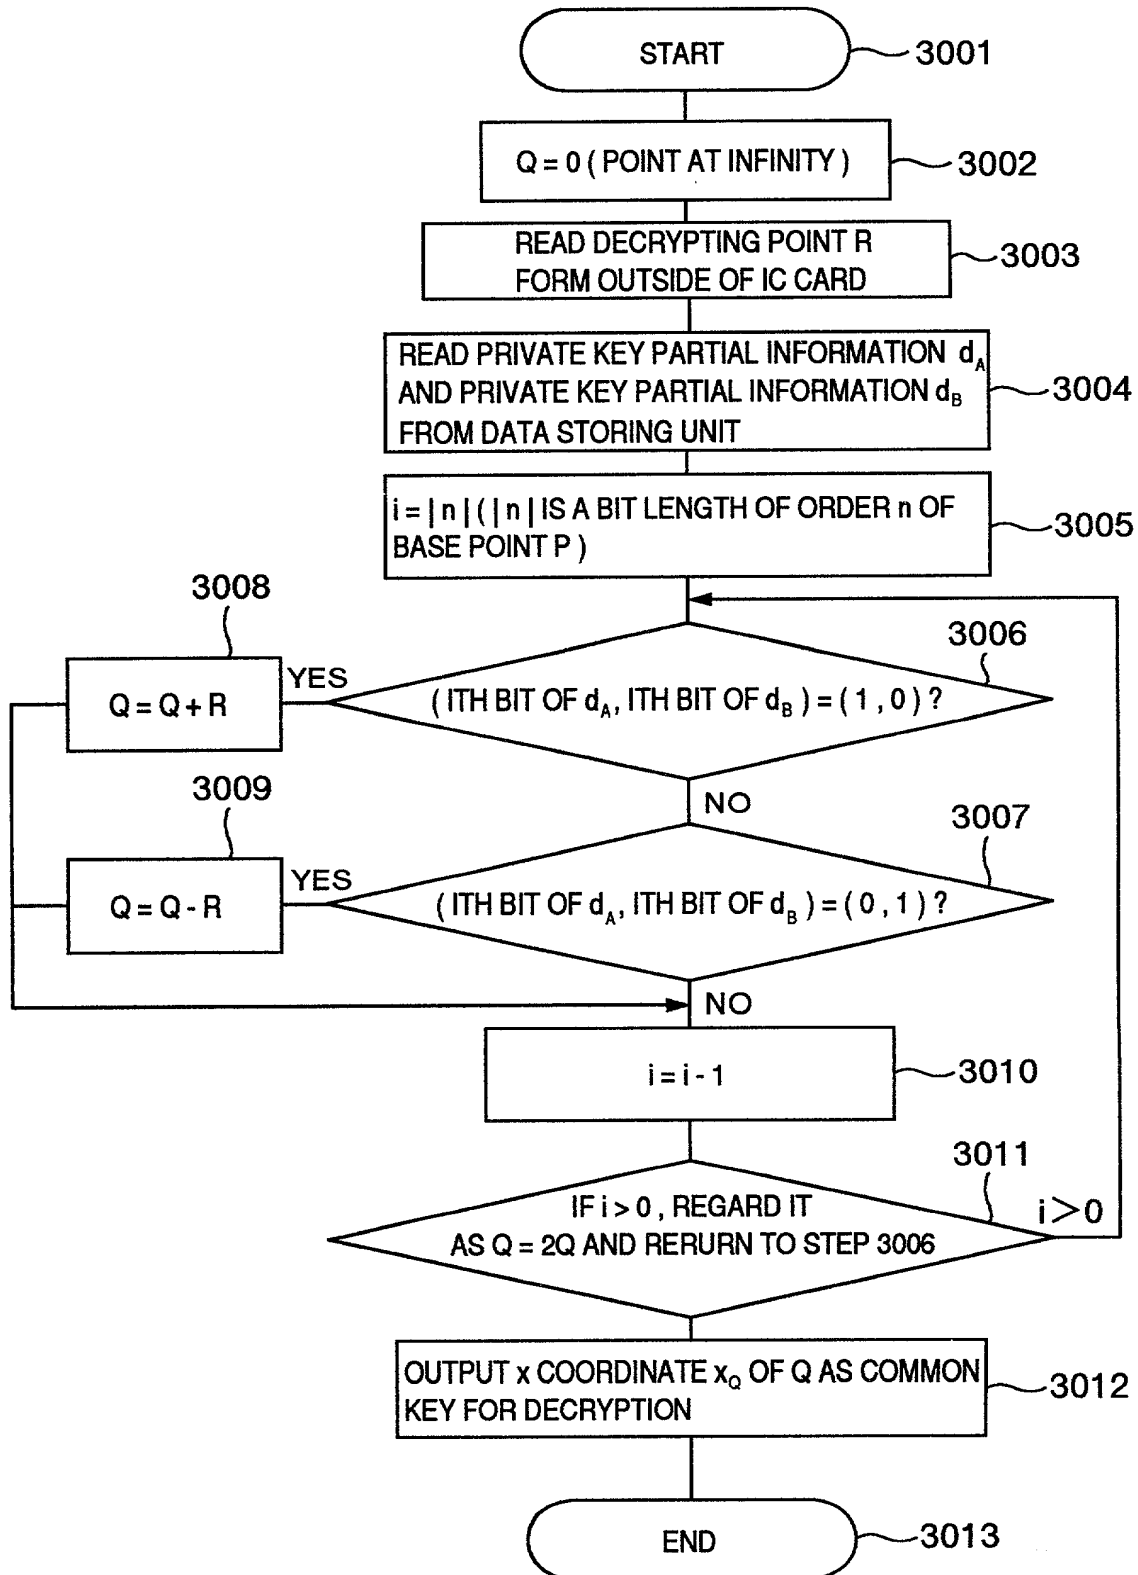 START
3001
Q = 0 ( POINT AT INFINITY )
3002
READ DECRYPTING POINT R
FORM OUTSIDE OF IC CARD
3003
READ PRIVATE KEY PARTIAL INFORMATION dA
AND PRIVATE KEY PARTIAL INFORMATION dB
FROM DATA STORING UNIT
3004
i = | n | ( | n | IS A BIT LENGTH OF ORDER n OF
BASE POINT P )
3005
3008
3006
Q = Q + R
YES
( ITH BIT OF dA, ITH BIT OF dB ) = ( 1 , 0 ) ?
NO
3009
3007
Q = Q - R
YES
( ITH BIT OF dA, ITH BIT OF dB ) = ( 0 , 1 ) ?
NO
i = i - 1
3010
3011
IF i > 0 , REGARD IT
AS Q = 2Q AND RERURN TO STEP 3006
i > 0
OUTPUT x COORDINATE xQ OF Q AS COMMON
KEY FOR DECRYPTION
3012
END
3013